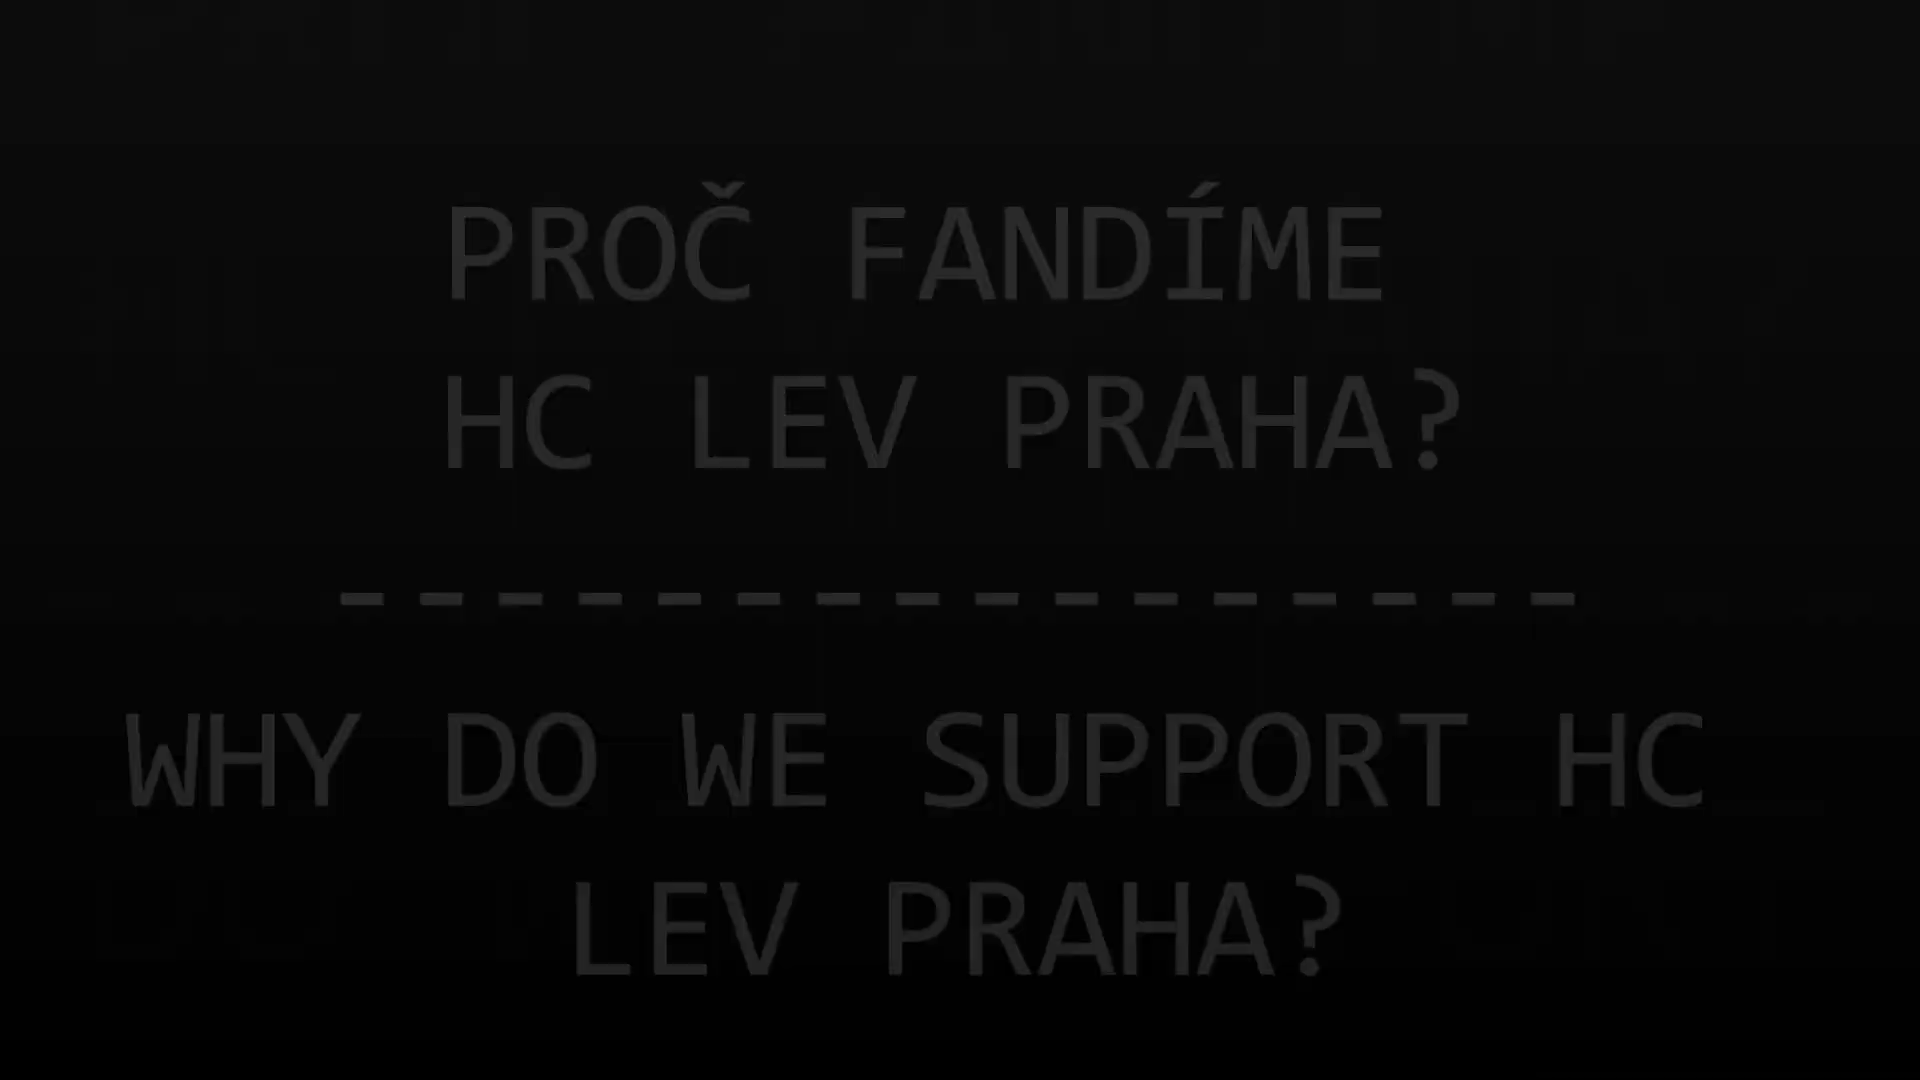 PROČ FANDÍME
HC LEV PRAHA?
----------------
WHY DO WE SUPPORT HC
LEV PRAHA?